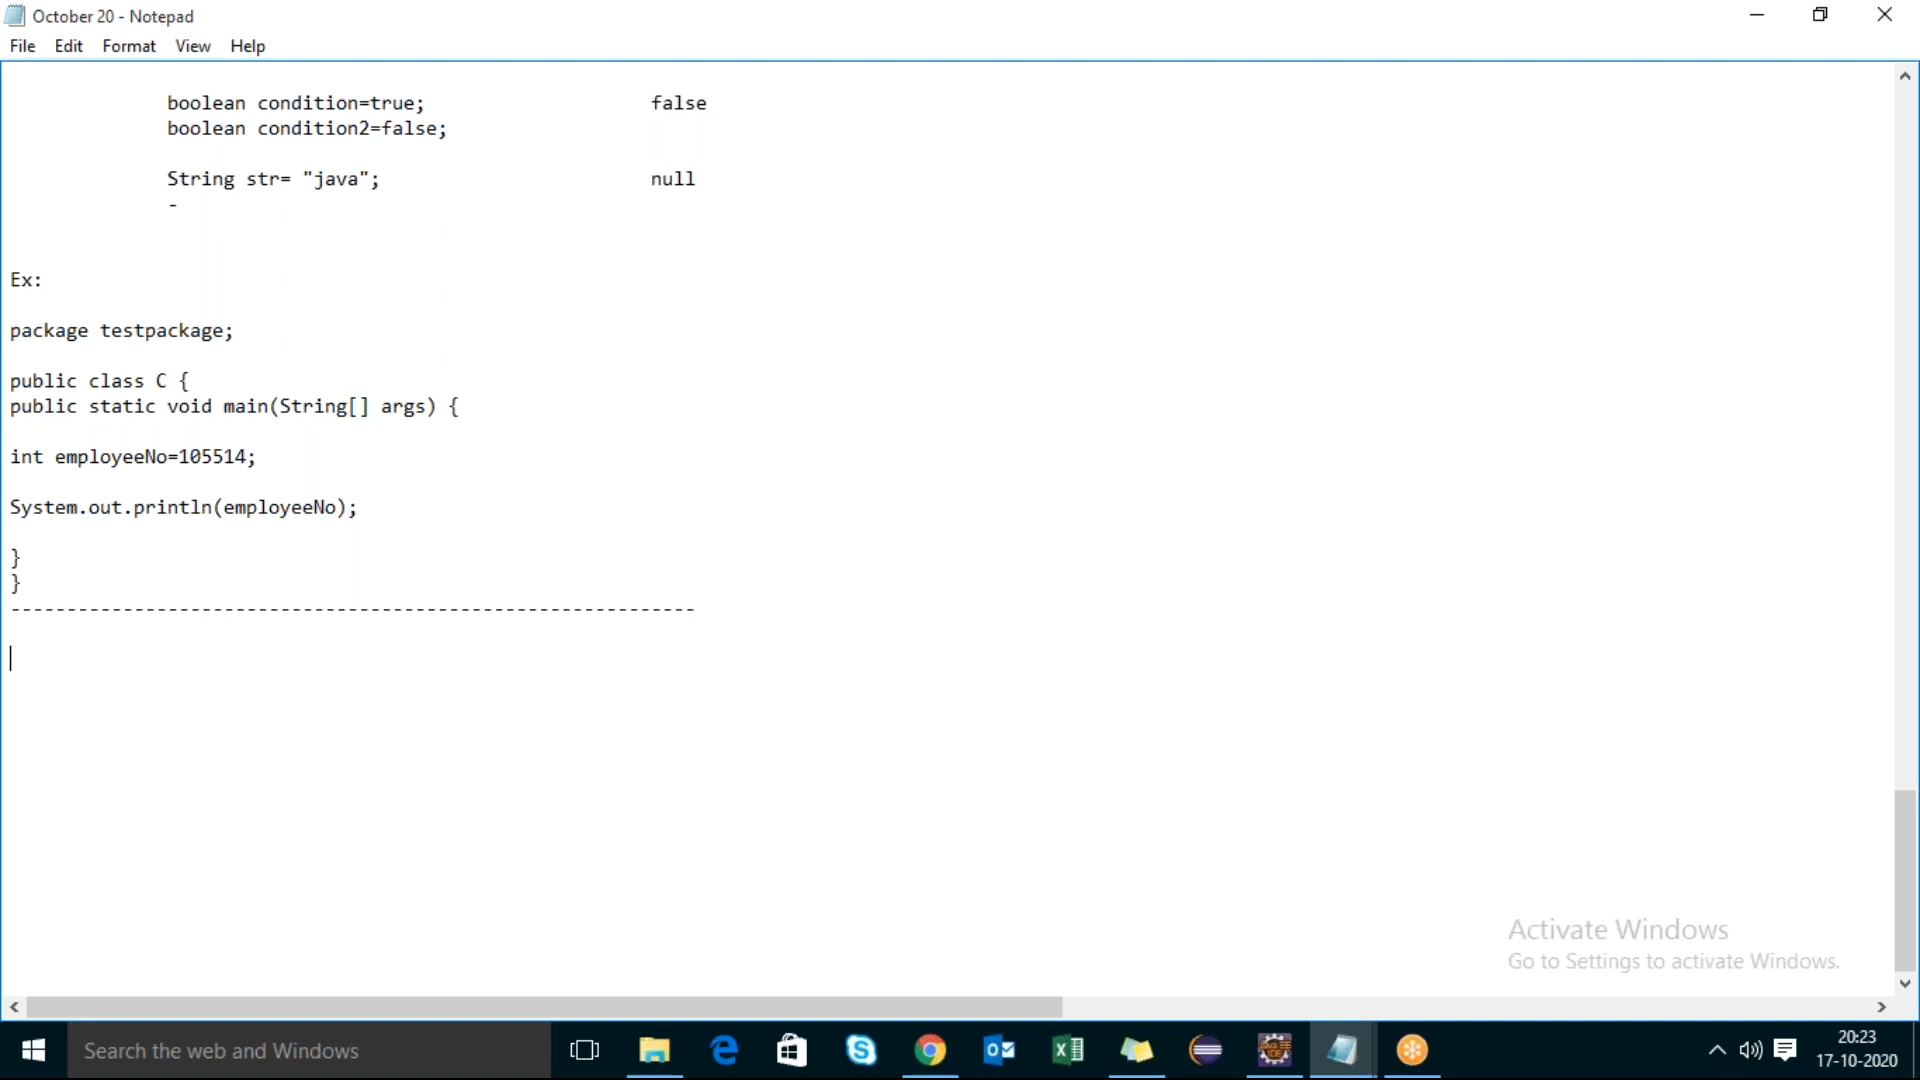 October 20 - Notepad
File Edit Format View Help
boolean condition=true; false
boolean condition2=false;
String str= "java"; null
-
Ex:
package testpackage;
public class C {
public static void main(String[] args) {
int employeeNo=105514;
System.out.println(employeeNo);
}
}
-------------------------------------------------------------
Activate Windows
Go to Settings to activate Windows.
Search the web and Windows
20:23
17-10-2020